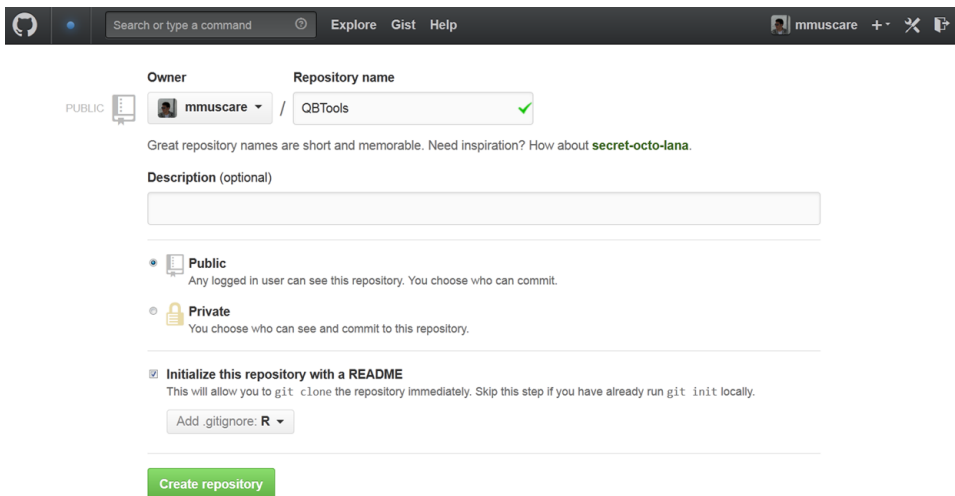 Search or type a command Explore Gist Help mmuscare
Owner Repository name
PUBLIC mmuscare / QBTools
Great repository names are short and memorable. Need inspiration? How about secret-octo-lana.
Description (optional)
Public
Any logged in user can see this repository. You choose who can commit.
Private
You choose who can see and commit to this repository.
Initialize this repository with a README
This will allow you to git clone the repository immediately. Skip this step if you have already run git init locally.
Add .gitignore: R
Create repository